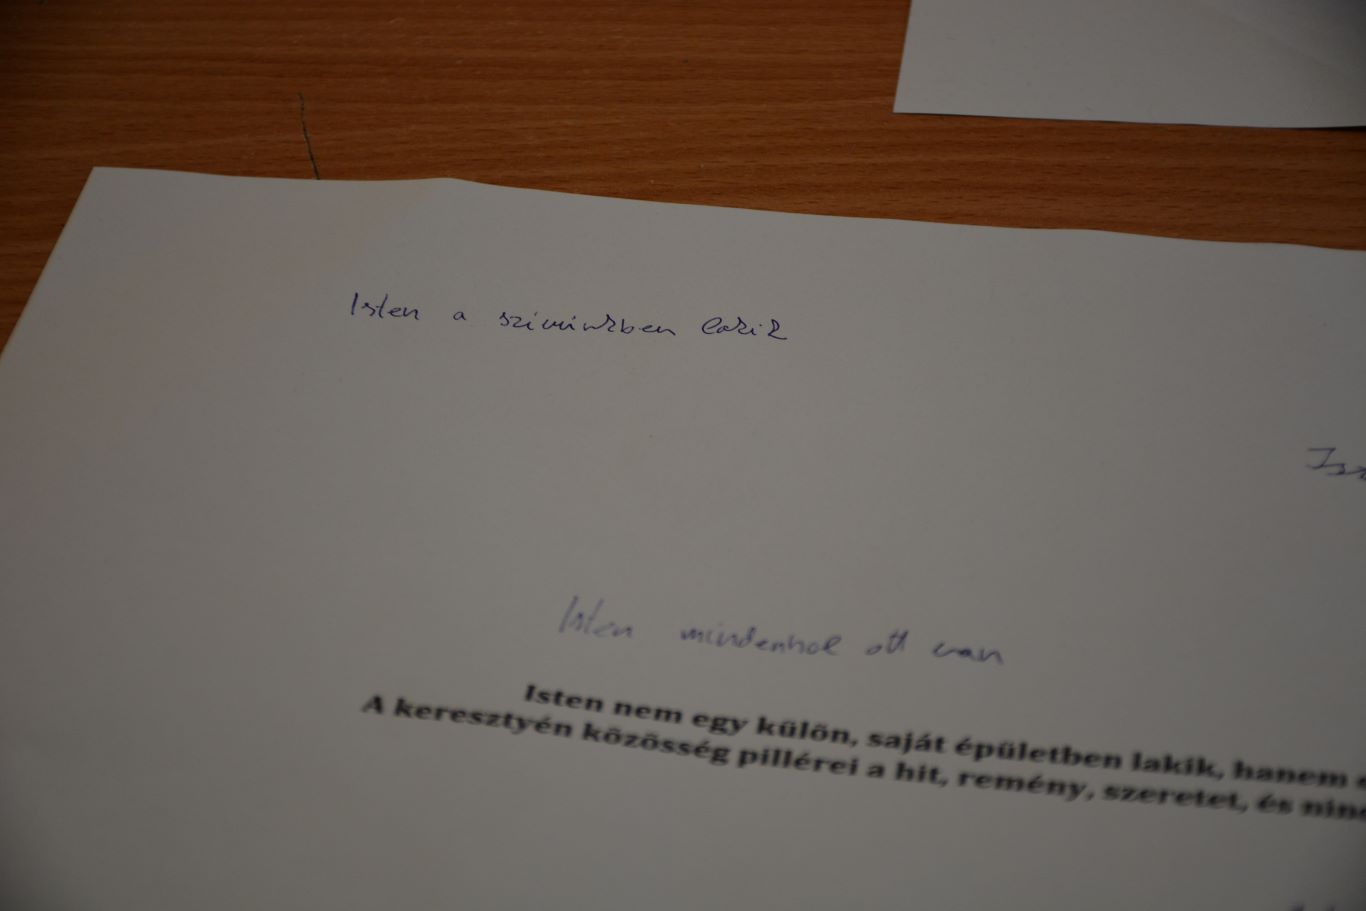 Isten a szivünkben lakik
Isten mindenhol ott van
Isten nem egy külön, saját épületben lakik, hanem
A keresztyén közösség pillérei a hit, remény, szeretet, és